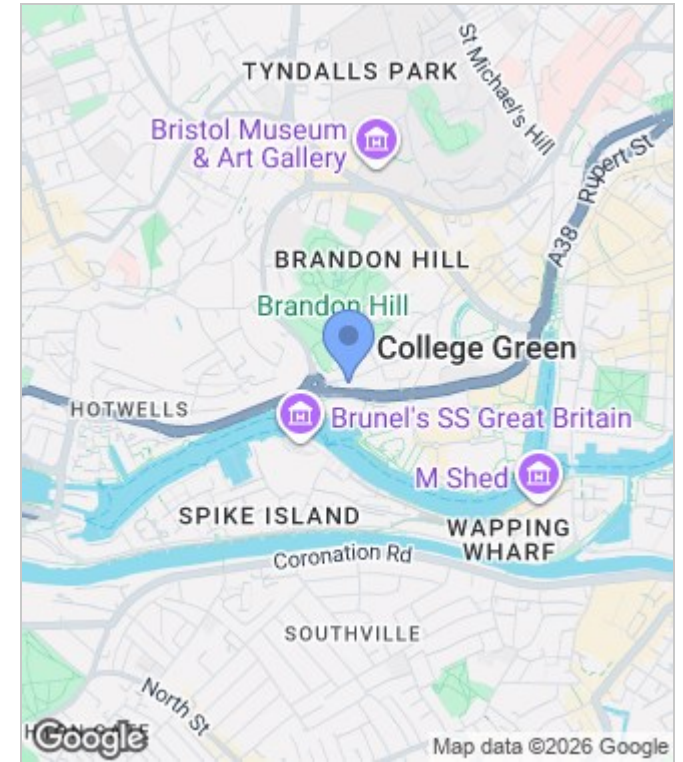 TYNDALLS PARK
St Michael's Hill
Bristol Museum
& Art Gallery
Rupert St
A38
BRANDON HILL
Brandon Hill
College Green
HOTWELLS
Brunel's SS Great Britain
M Shed
SPIKE ISLAND
WAPPING
WHARF
Coronation Rd
SOUTHVILLE
North St
Google
Map data ©2026 Google